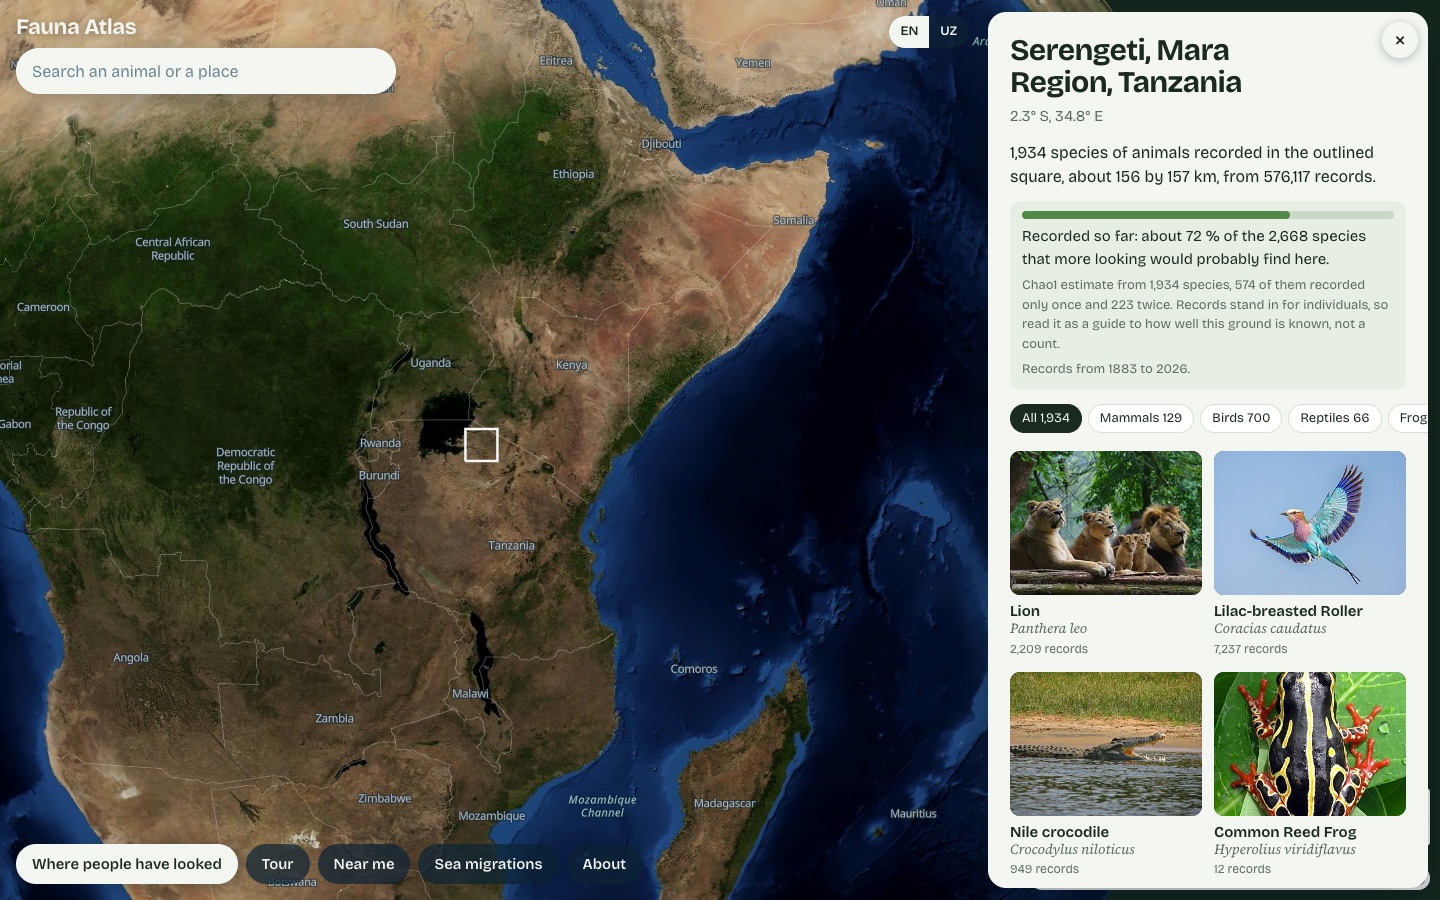 Fauna Atlas
Search an animal or a place
EN
UZ
Oman
Eritrea
Yemen
Djibouti
Ethiopia
Somalia
South Sudan
Central African
Republic
Cameroon
Uganda
Kenya
Republic of
the Congo
Gabon
Rwanda
Democratic
Republic of
the Congo
Burundi
Tanzania
Angola
Comoros
Malawi
Zambia
Zimbabwe
Mozambique
Mozambique
Channel
Madagascar
Mauritius
Botswana
Where people have looked
Tour
Near me
Sea migrations
About
Serengeti, Mara
Region, Tanzania
×
2.3° S, 34.8° E
1,934 species of animals recorded in the outlined
square, about 156 by 157 km, from 576,117 records.
Recorded so far: about 72 % of the 2,668 species
that more looking would probably find here.
Chao1 estimate from 1,934 species, 574 of them recorded
only once and 223 twice. Records stand in for individuals, so
read it as a guide to how well this ground is known, not a
count.
Records from 1883 to 2026.
All 1,934
Mammals 129
Birds 700
Reptiles 66
Frog
Lion
Panthera leo
2,209 records
Lilac-breasted Roller
Coracias caudatus
7,237 records
Nile crocodile
Crocodylus niloticus
949 records
Common Reed Frog
Hyperolius viridiflavus
12 records